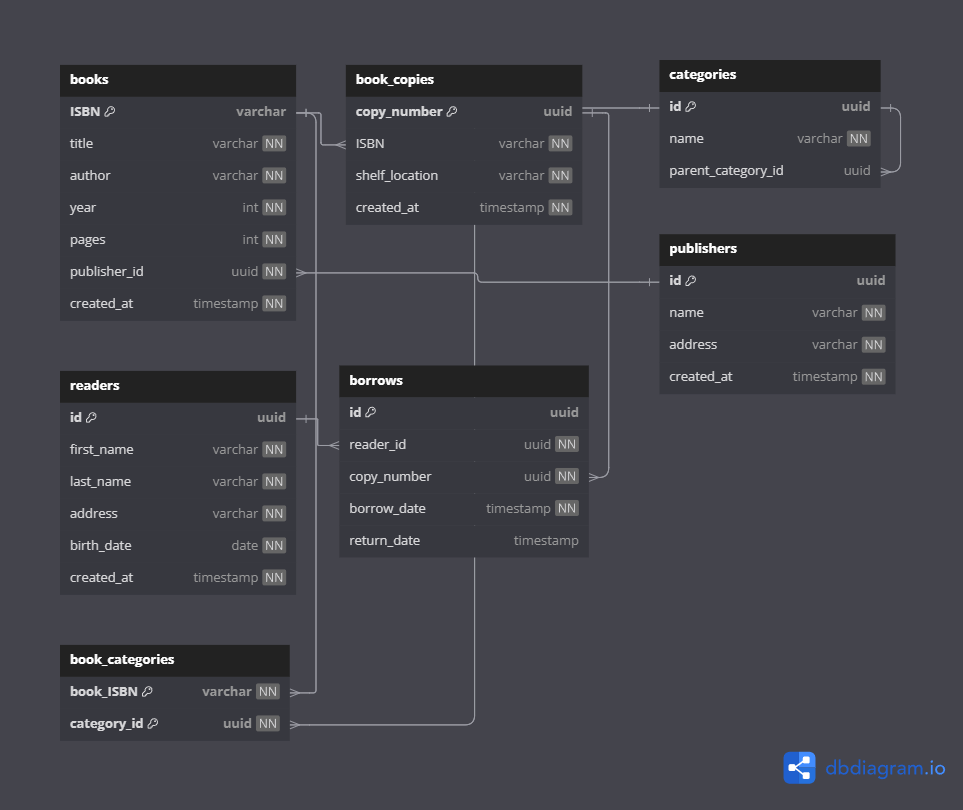 books
ISBN varchar
title varchar NN
author varchar NN
year int NN
pages int NN
publisher_id uuid NN
created_at timestamp NN
book_copies
copy_number uuid
ISBN varchar NN
shelf_location varchar NN
created_at timestamp NN
categories
id uuid
name varchar NN
parent_category_id uuid
publishers
id uuid
name varchar NN
address varchar NN
created_at timestamp NN
readers
id uuid
first_name varchar NN
last_name varchar NN
address varchar NN
birth_date date NN
created_at timestamp NN
borrows
id uuid
reader_id uuid NN
copy_number uuid NN
borrow_date timestamp NN
return_date timestamp
book_categories
book_ISBN varchar NN
category_id uuid NN
dbdiagram.io